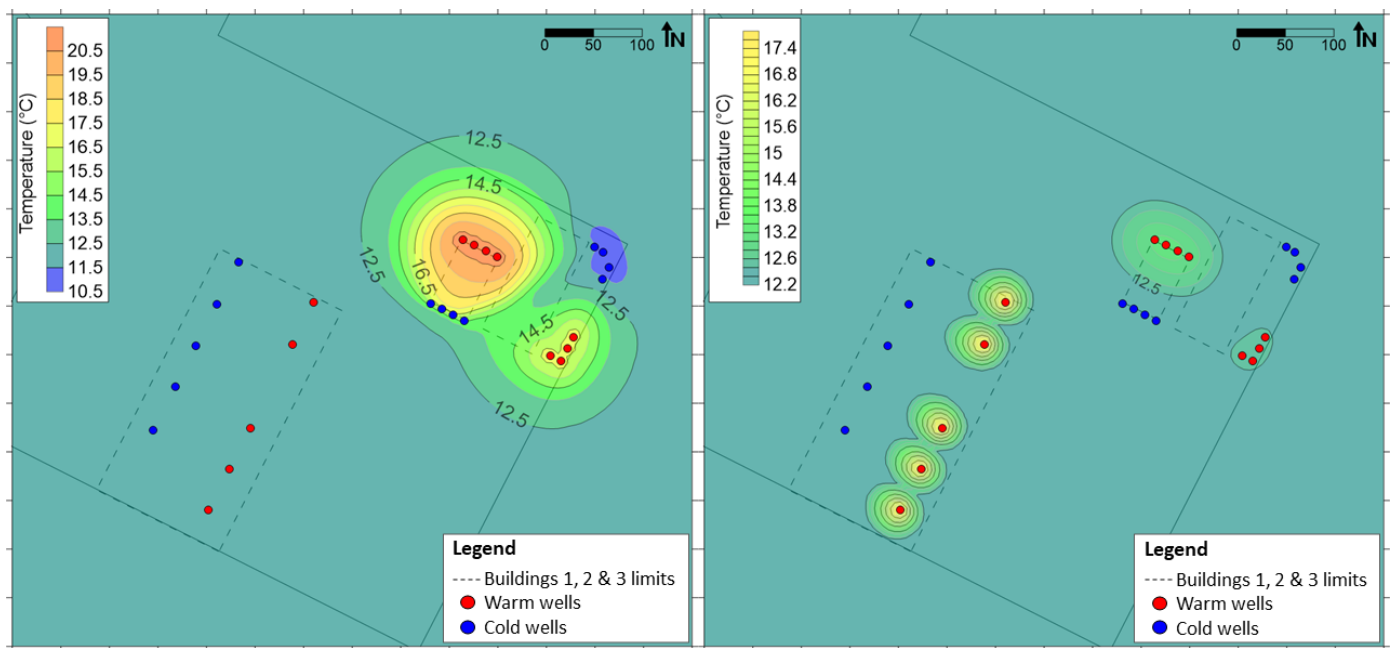 Temperature (°C)
20.5
19.5
18.5
17.5
16.5
15.5
14.5
13.5
12.5
11.5
10.5
0 50 100
N
12.5
14.5
12.5
16.5
12.5
14.5
12.5
Legend
Buildings 1, 2 & 3 limits
Warm wells
Cold wells
Temperature (°C)
17.4
16.8
16.2
15.6
15
14.4
13.8
13.2
12.6
12.2
0 50 100
N
12.5
Legend
Buildings 1, 2 & 3 limits
Warm wells
Cold wells